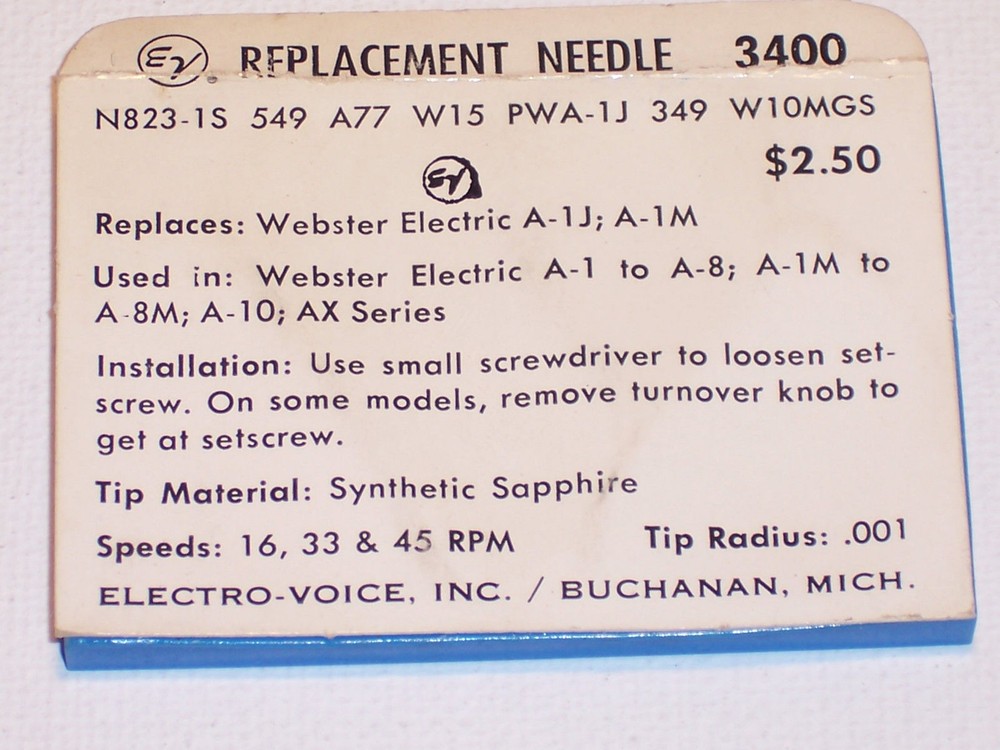 EV REPLACEMENT NEEDLE 3400
N823-1S 549 A77 W15 PWA-1J 349 W10MGS
EV $2.50
Replaces: Webster Electric A-1J; A-1M
Used in: Webster Electric A-1 to A-8; A-1M to
A-8M; A-10; AX Series
Installation: Use small screwdriver to loosen set-
screw. On some models, remove turnover knob to
get at setscrew.
Tip Material: Synthetic Sapphire
Speeds: 16, 33 & 45 RPM Tip Radius: .001
ELECTRO-VOICE, INC. / BUCHANAN, MICH.